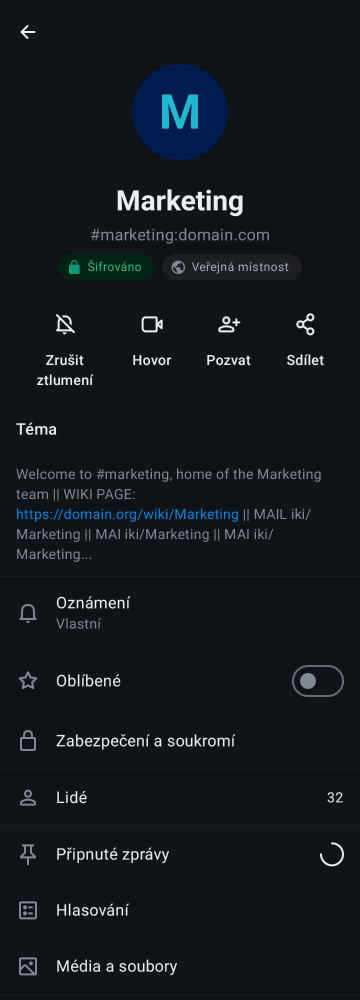 M
Marketing
#marketing:domain.com
Šifrováno
Veřejná místnost
Zrušit
ztlumení
Hovor
Pozvat
Sdílet
Téma
Welcome to #marketing, home of the Marketing
team || WIKI PAGE:
https://domain.org/wiki/Marketing || MAIL iki/
Marketing || MAI iki/Marketing || MAI iki/
Marketing...
Oznámení
Vlastní
Oblíbené
Zabezpečení a soukromí
Lidé
32
Připnuté zprávy
Hlasování
Média a soubory